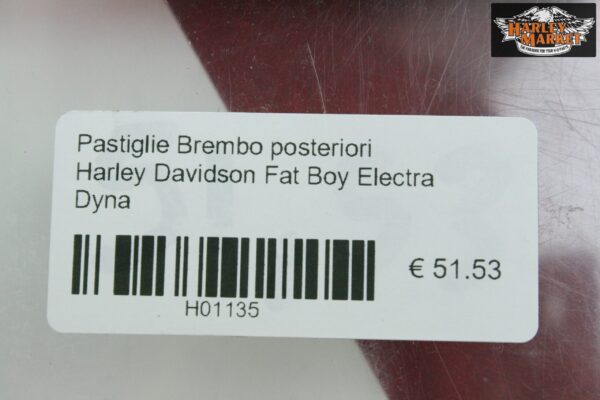 HARLEY
MARKET
Pastiglie Brembo posteriori
Harley Davidson Fat Boy Electra
Dyna
€ 51.53
H01135